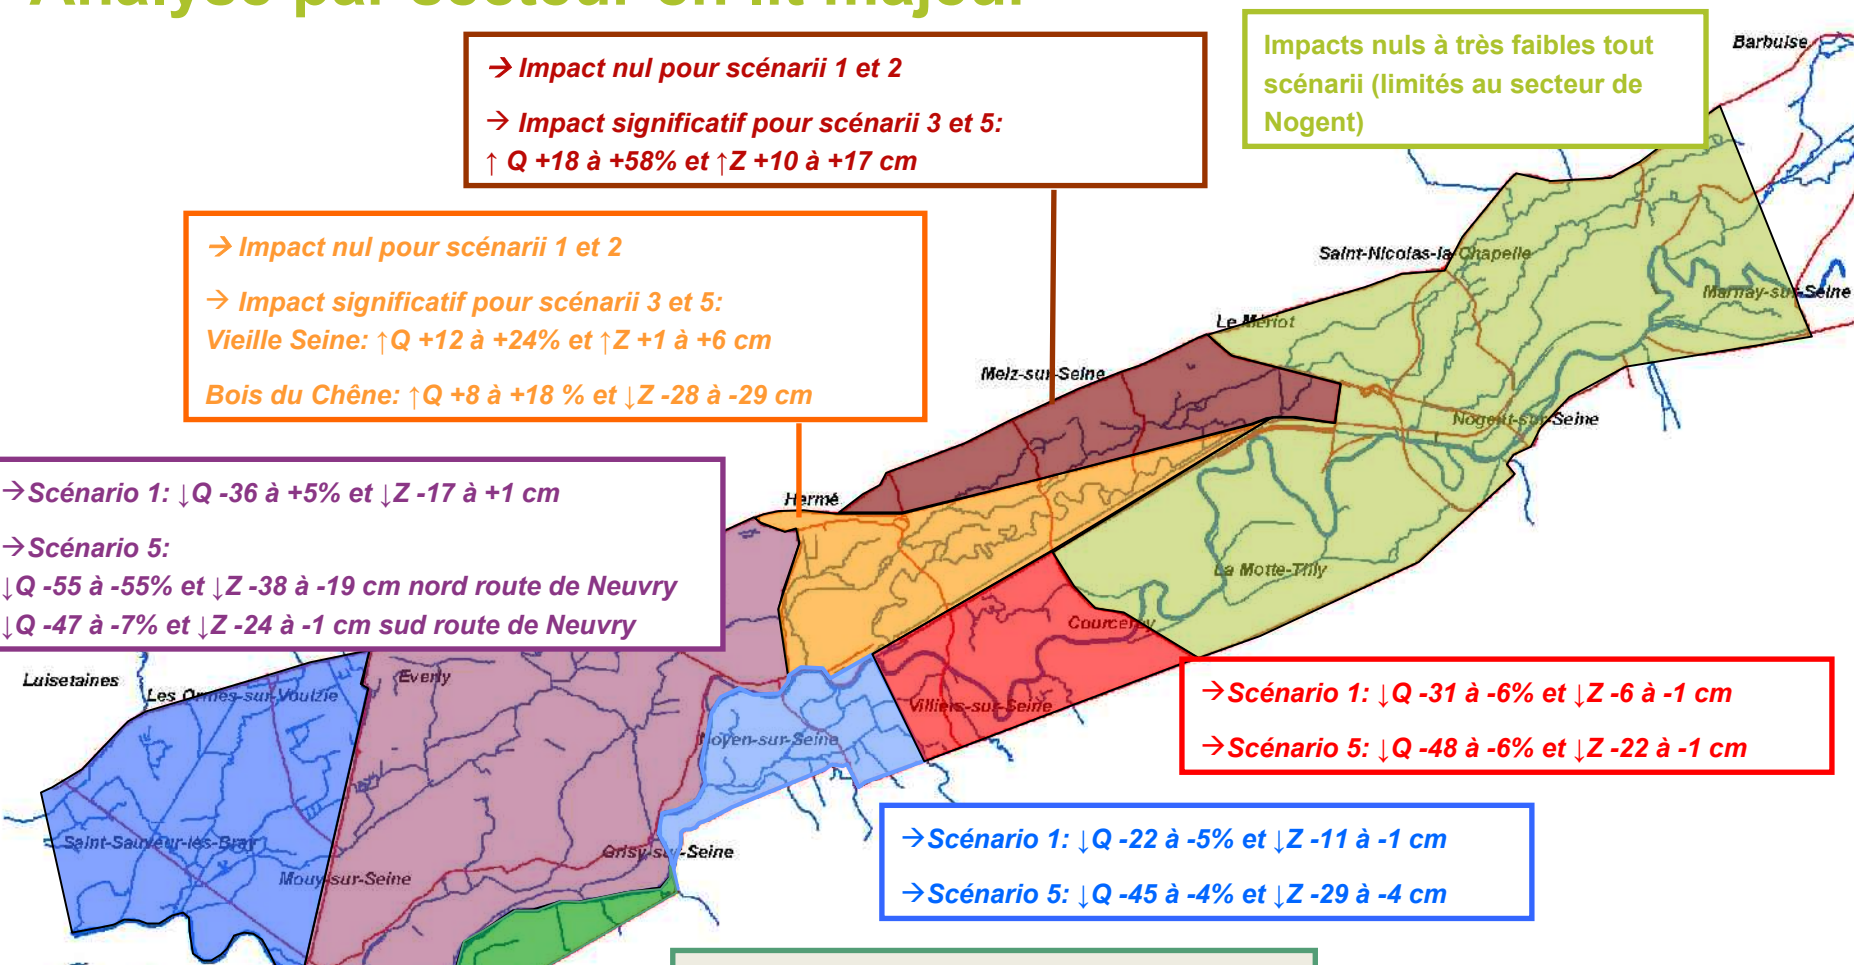 Analyse par secteur en lit majeur
→ Impact nul pour scénarii 1 et 2
→ Impact significatif pour scénarii 3 et 5:
↑ Q +18 à +58% et ↑Z +10 à +17 cm
Impacts nuls à très faibles tout
scénarii (limités au secteur de
Nogent)
Barbuise
→ Impact nul pour scénarii 1 et 2
→ Impact significatif pour scénarii 3 et 5:
Vieille Seine: ↑Q +12 à +24% et ↑Z +1 à +6 cm
Bois du Chêne: ↑Q +8 à +18 % et ↓Z -28 à -29 cm
Saint-Nicolas-la-Chapelle
Marnay-sur-Seine
Le Mériot
Melz-sur-Seine
Nogent-sur-Seine
Hermé
La Motte-Tilly
Courceroy
→Scénario 1: ↓Q -36 à +5% et ↓Z -17 à +1 cm
→Scénario 5:
↓Q -55 à -55% et ↓Z -38 à -19 cm nord route de Neuvry
↓Q -47 à -7% et ↓Z -24 à -1 cm sud route de Neuvry
Luisetaines
Les Ormes-sur-Voulzie
Everly
Villiers-sur-Seine
Noyen-sur-Seine
→Scénario 1: ↓Q -31 à -6% et ↓Z -6 à -1 cm
→Scénario 5: ↓Q -48 à -6% et ↓Z -22 à -1 cm
Saint-Sauveur-lès-Bray
Mouy-sur-Seine
Grisy-sur-Seine
→Scénario 1: ↓Q -22 à -5% et ↓Z -11 à -1 cm
→Scénario 5: ↓Q -45 à -4% et ↓Z -29 à -4 cm